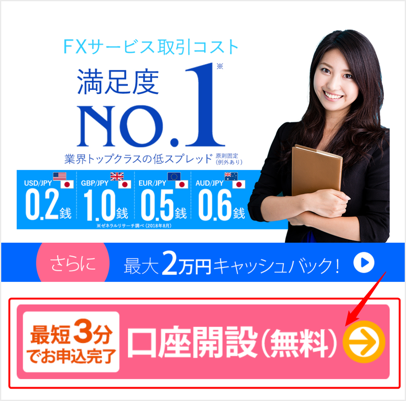 FXサービス取引コスト
満足度
NO.1※
業界トップクラスの低スプレッド 原則固定(例外あり)
USD/JPY GBP/JPY EUR/JPY AUD/JPY
0.2銭 1.0銭 0.5銭 0.6銭
さらに 最大2万円キャッシュバック!
最短3分でお申込完了
口座開設(無料)